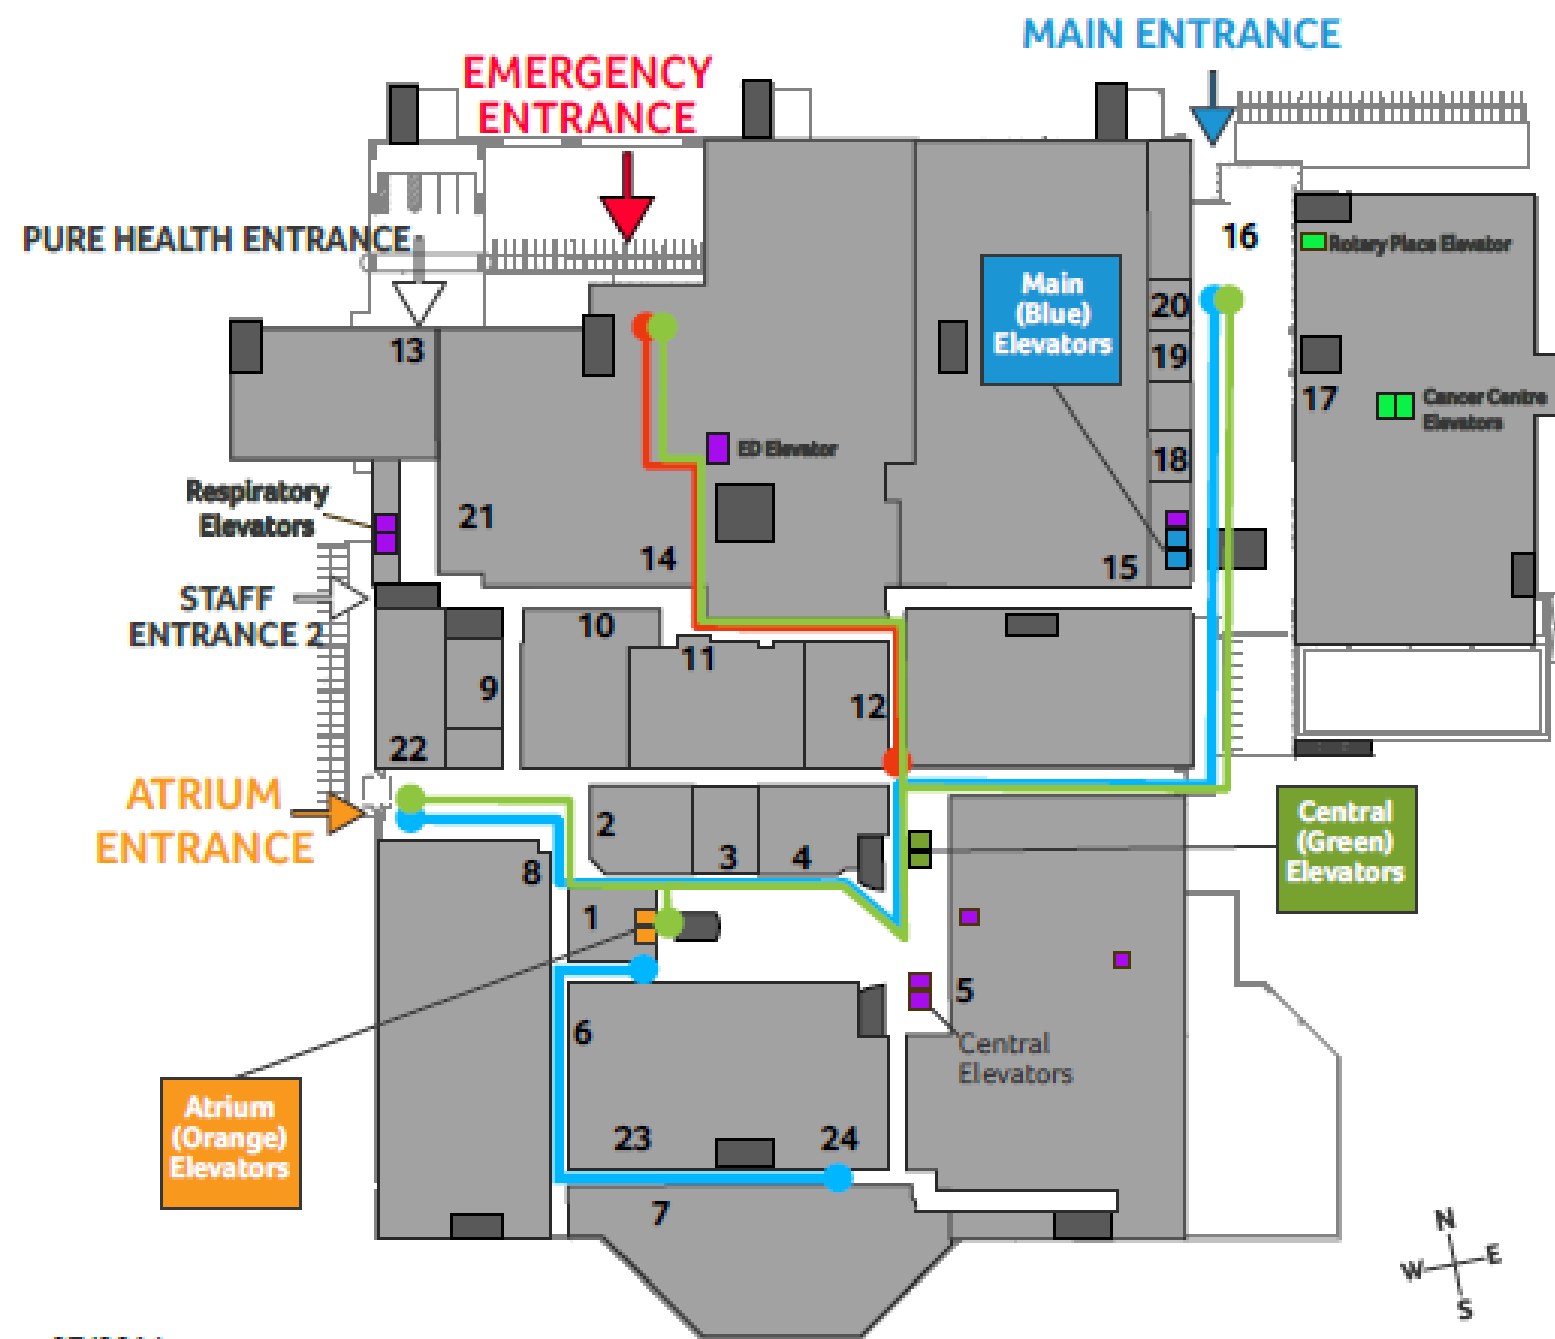 MAIN ENTRANCE
EMERGENCY
ENTRANCE
PURE HEALTH ENTRANCE
16
Rotary Place Elevator
Main
(Blue)
Elevators
20
13
19
17
Cancer Centre
Elevators
ED Elevator
18
Respiratory
Elevators
21
14
15
STAFF
ENTRANCE 2
10
11
9
12
22
ATRIUM
ENTRANCE
2
3
4
8
Central
(Green)
Elevators
1
5
6
Central
Elevators
Atrium
(Orange)
Elevators
23
24
7
N
W
E
S